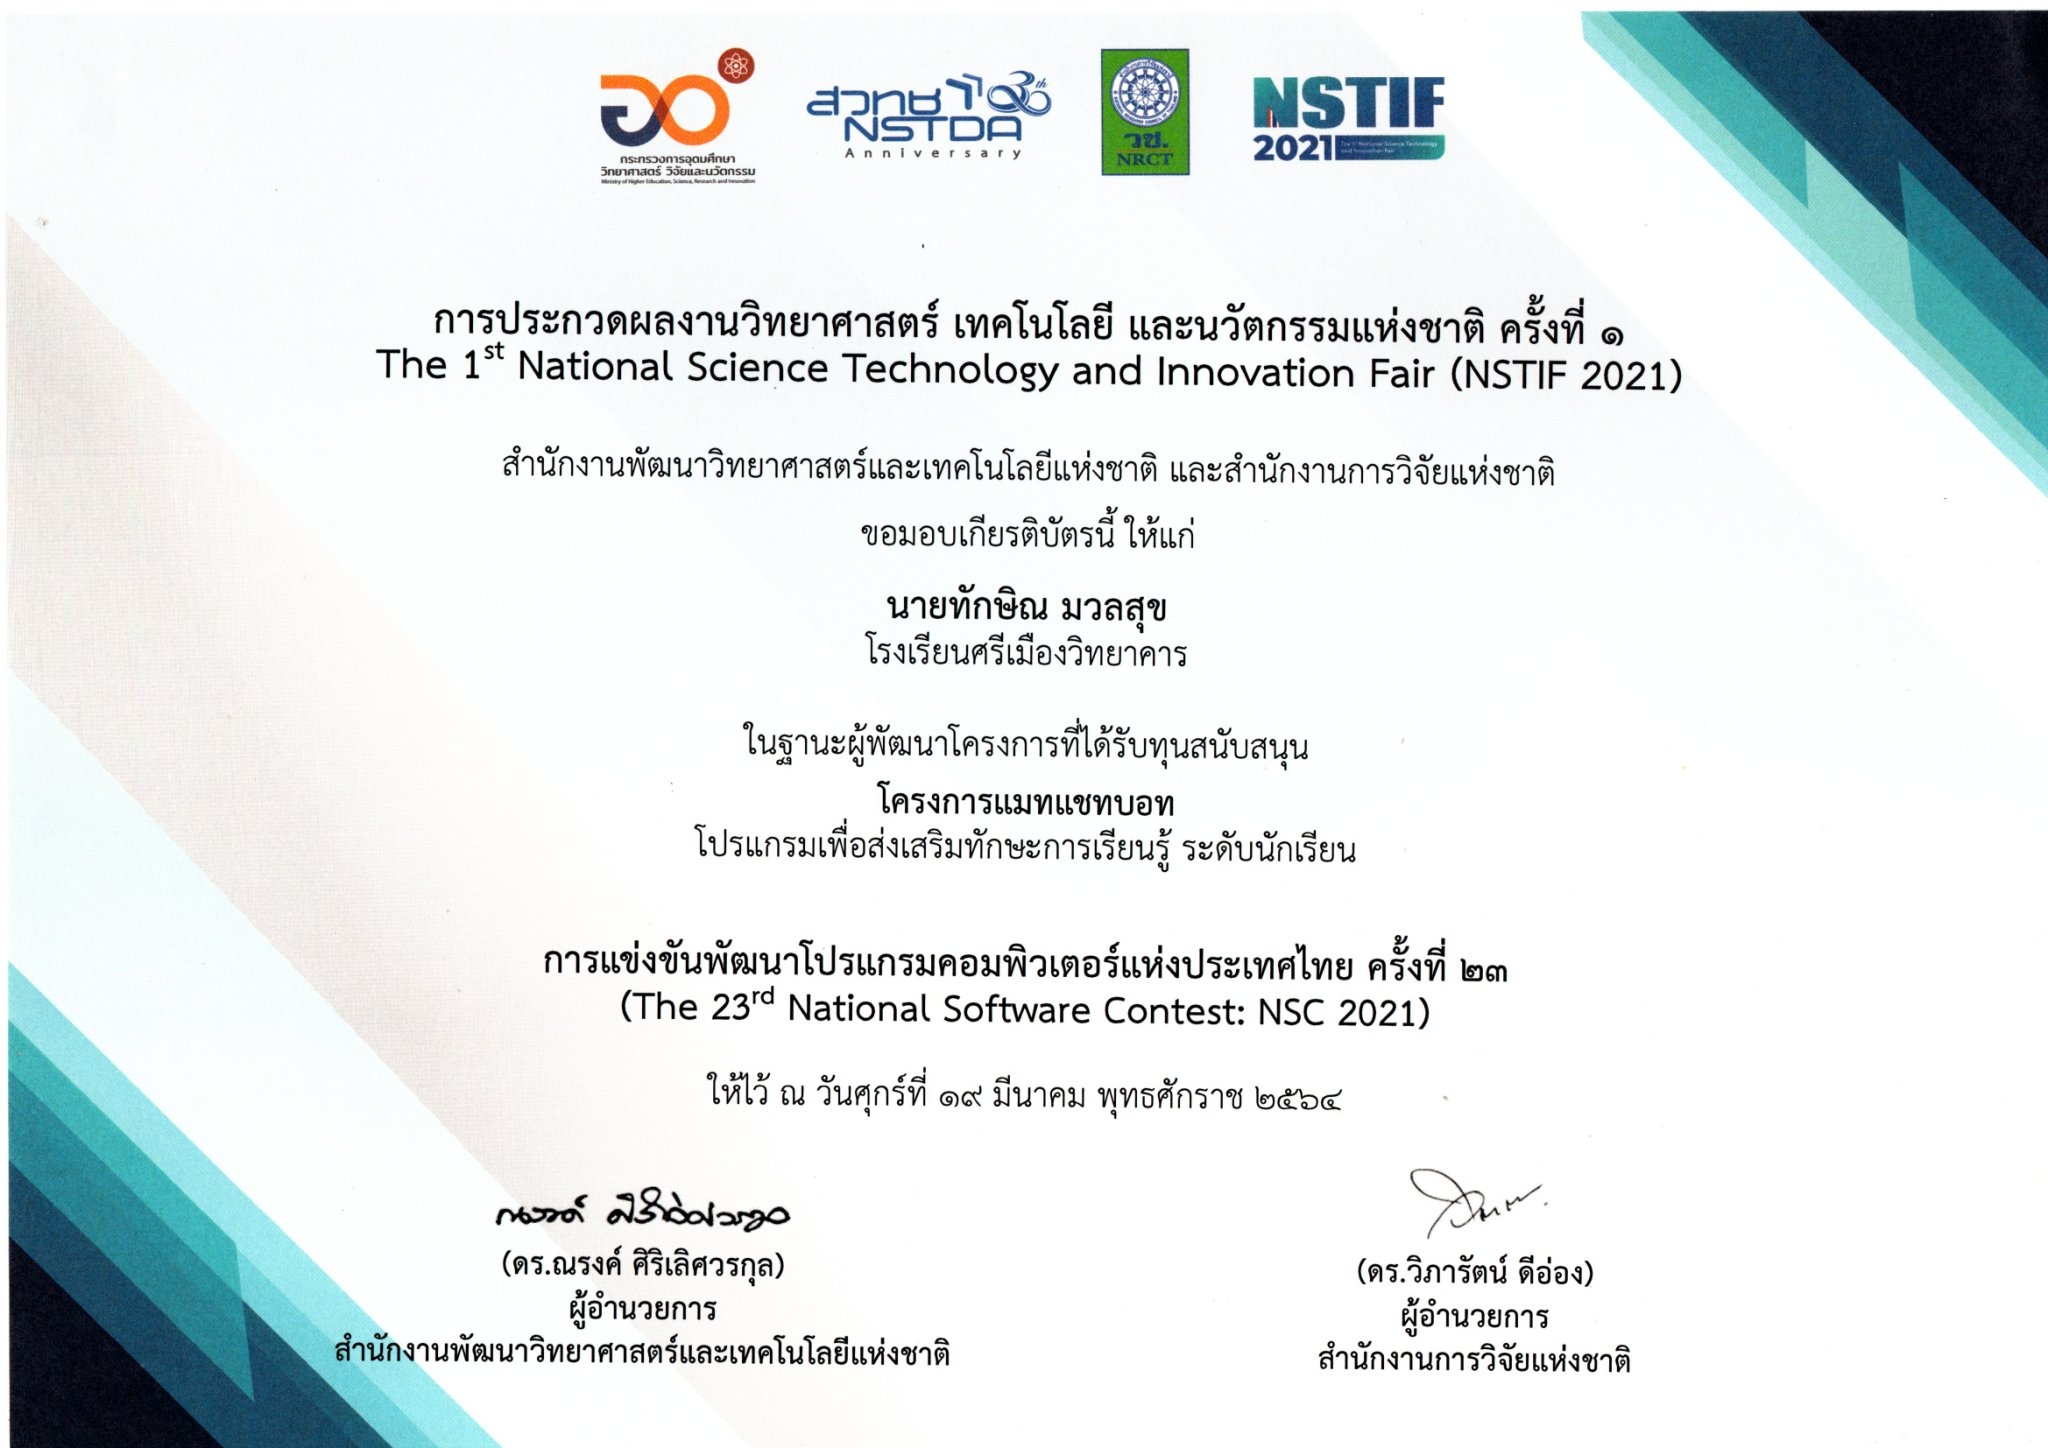 กระทรวงการอุดมศึกษา
วิทยาศาสตร์ วิจัยและนวัตกรรม
Ministry of Higher Education, Science, Research and Innovation
สวทช
NSTDA
Anniversary
วช.
NRCT
NSTIF
2021
The 1st National Science Technology
and Innovation Fair
การประกวดผลงานวิทยาศาสตร์ เทคโนโลยี และนวัตกรรมแห่งชาติ ครั้งที่ ๑
The 1st National Science Technology and Innovation Fair (NSTIF 2021)
สำนักงานพัฒนาวิทยาศาสตร์และเทคโนโลยีแห่งชาติ และสำนักงานการวิจัยแห่งชาติ
ขอมอบเกียรติบัตรนี้ ให้แก่
นายทักษิณ มวลสุข
โรงเรียนศรีเมืองวิทยาคาร
ในฐานะผู้พัฒนาโครงการที่ได้รับทุนสนับสนุน
โครงการแมทแชทบอท
โปรแกรมเพื่อส่งเสริมทักษะการเรียนรู้ ระดับนักเรียน
การแข่งขันพัฒนาโปรแกรมคอมพิวเตอร์แห่งประเทศไทย ครั้งที่ ๒๓
(The 23rd National Software Contest: NSC 2021)
ให้ไว้ ณ วันศุกร์ที่ ๑๙ มีนาคม พุทธศักราช ๒๕๖๔
(ดร.ณรงค์ ศิริเลิศวรกุล)
ผู้อำนวยการ
สำนักงานพัฒนาวิทยาศาสตร์และเทคโนโลยีแห่งชาติ
(ดร.วิภารัตน์ ดีอ่อง)
ผู้อำนวยการ
สำนักงานการวิจัยแห่งชาติ